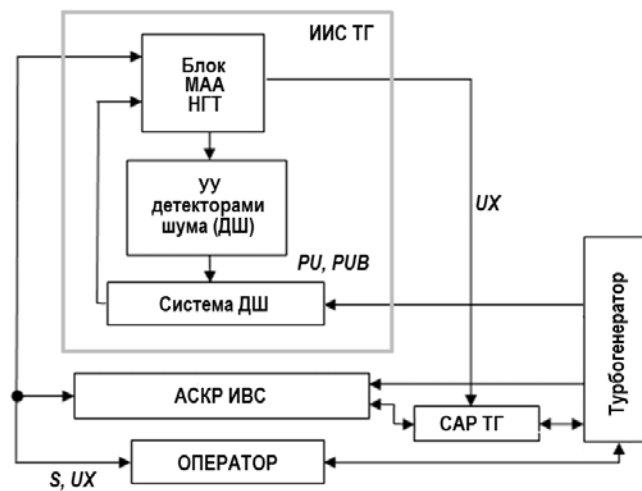 ИИС ТГ
Блок
МАА
НГТ
УУ
детекторами
шума (ДШ)
UX
PU, PUB
Система ДШ
Турбогенератор
АСКР ИВС
САР ТГ
ОПЕРАТОР
S, UX